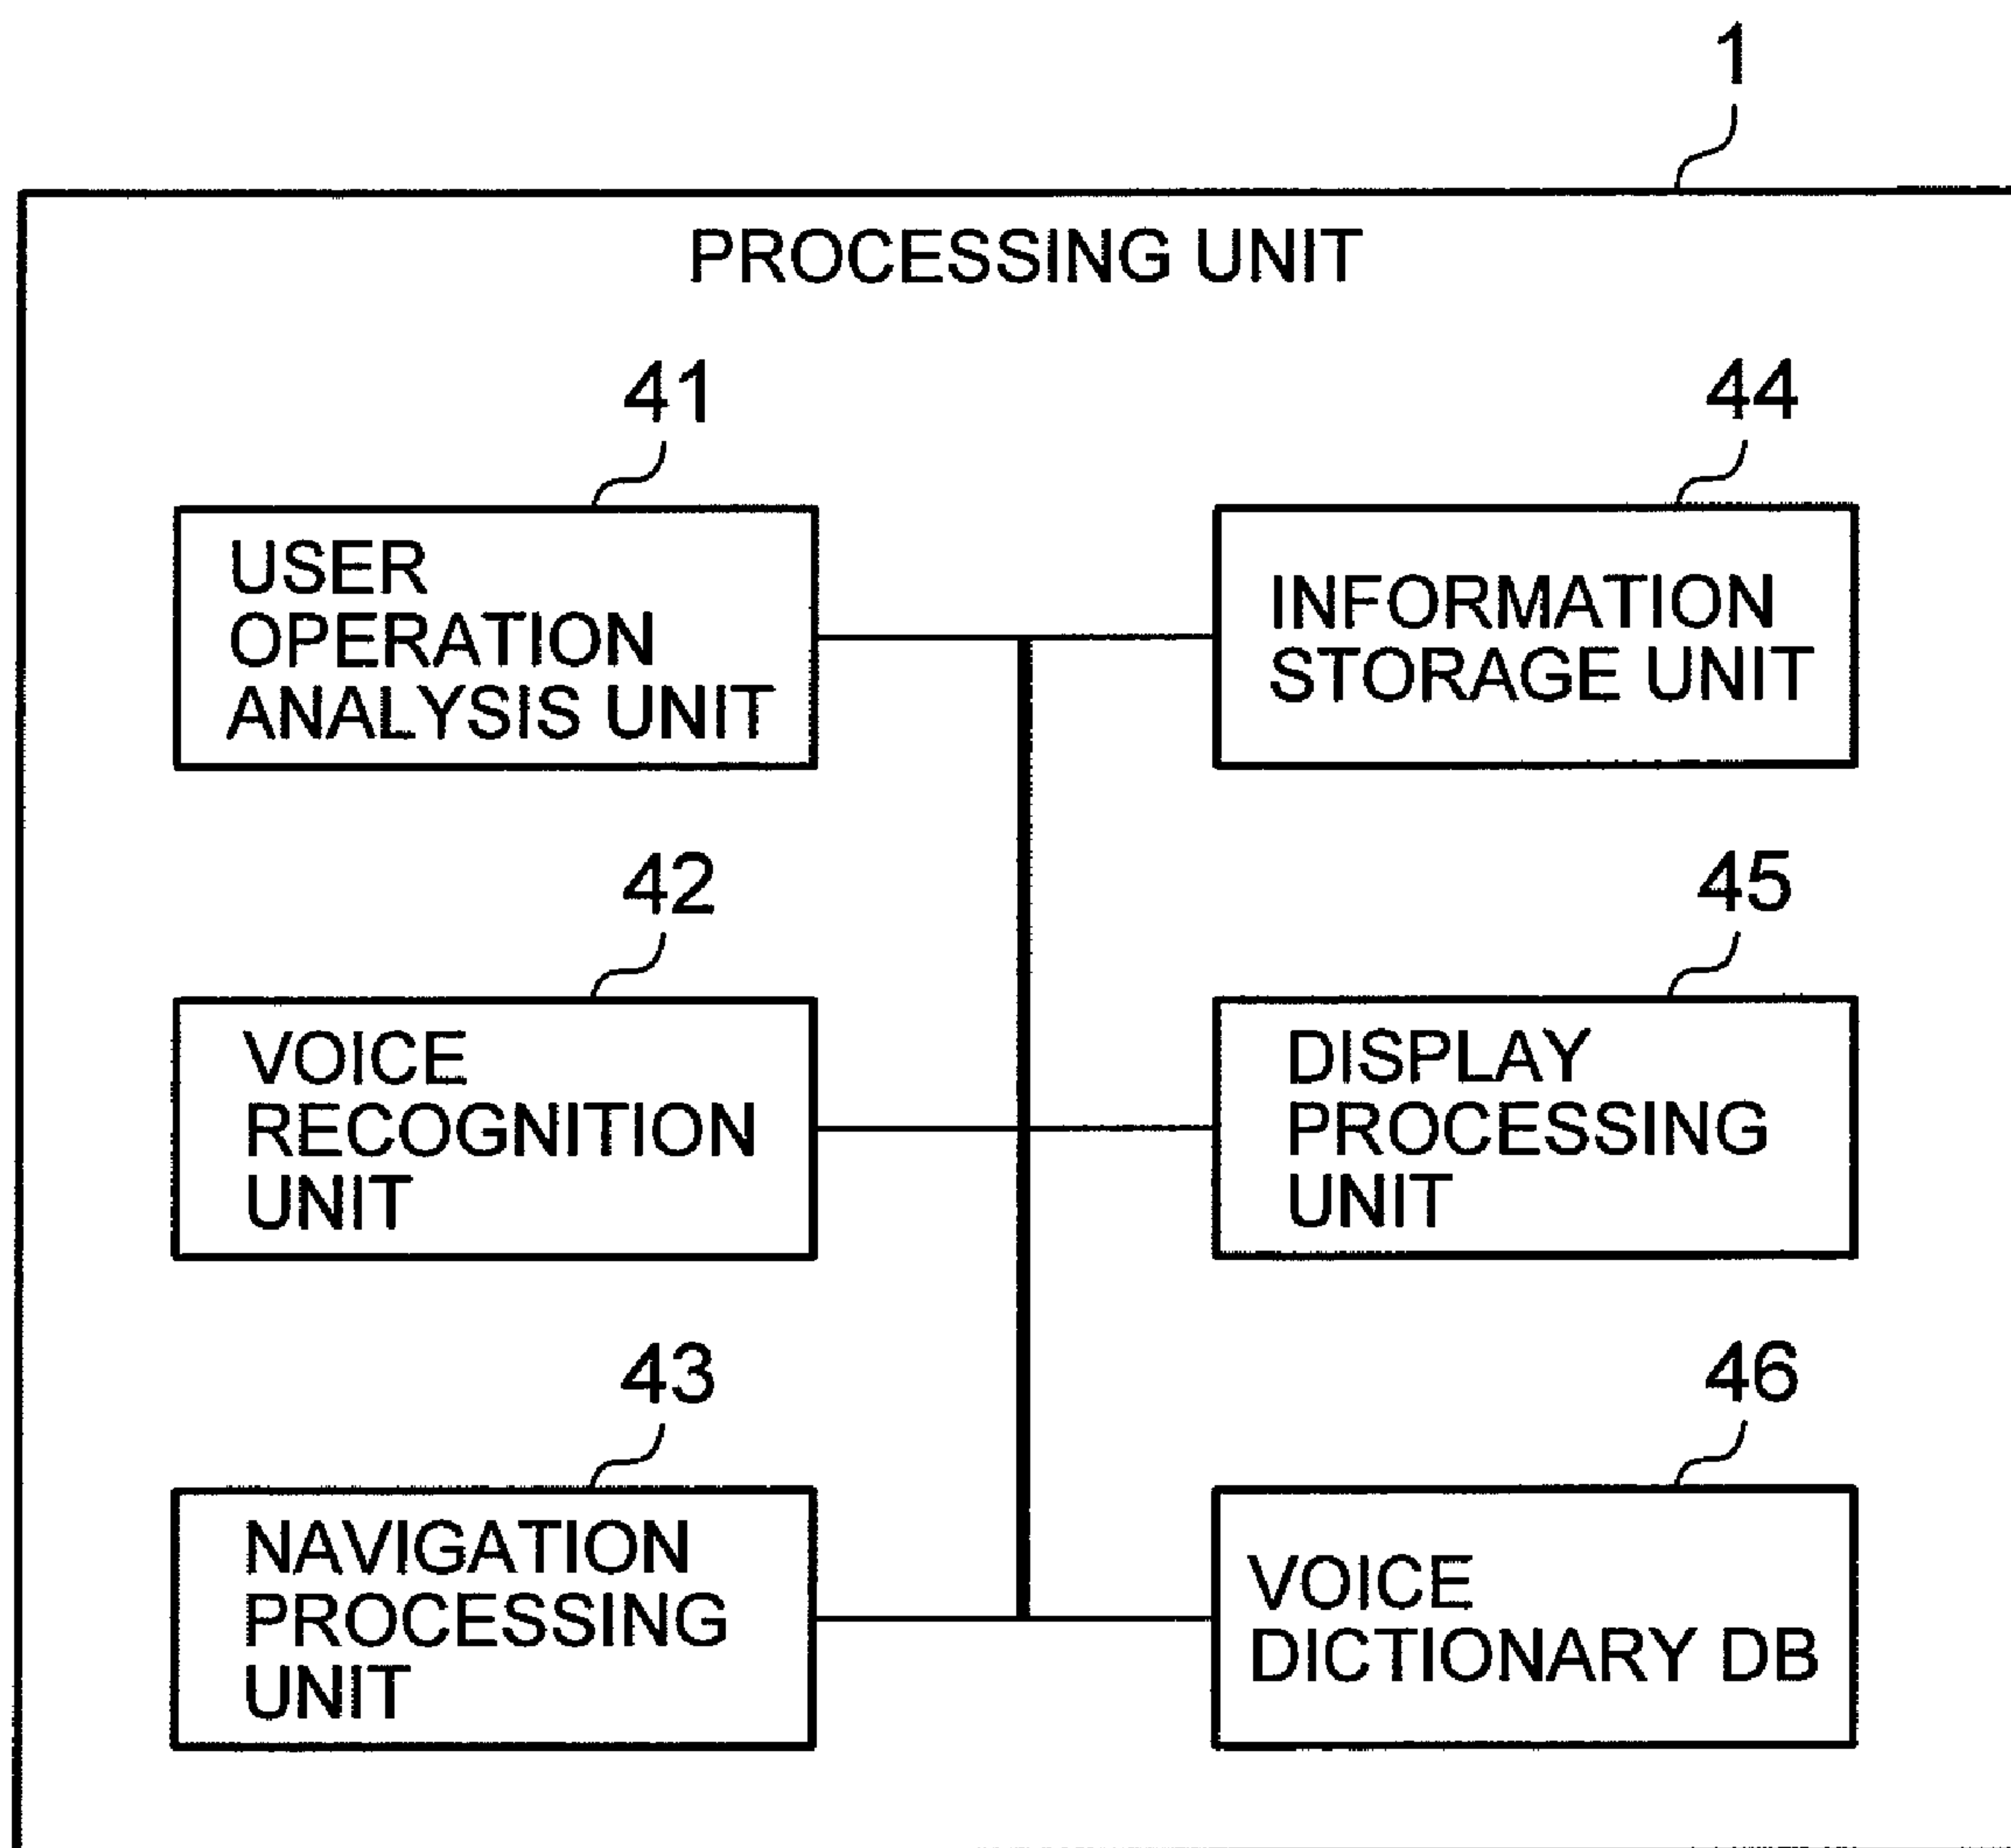 1
PROCESSING UNIT
41
USER
OPERATION
ANALYSIS UNIT
44
INFORMATION
STORAGE UNIT
42
VOICE
RECOGNITION
UNIT
45
DISPLAY
PROCESSING
UNIT
43
NAVIGATION
PROCESSING
UNIT
46
VOICE
DICTIONARY DB